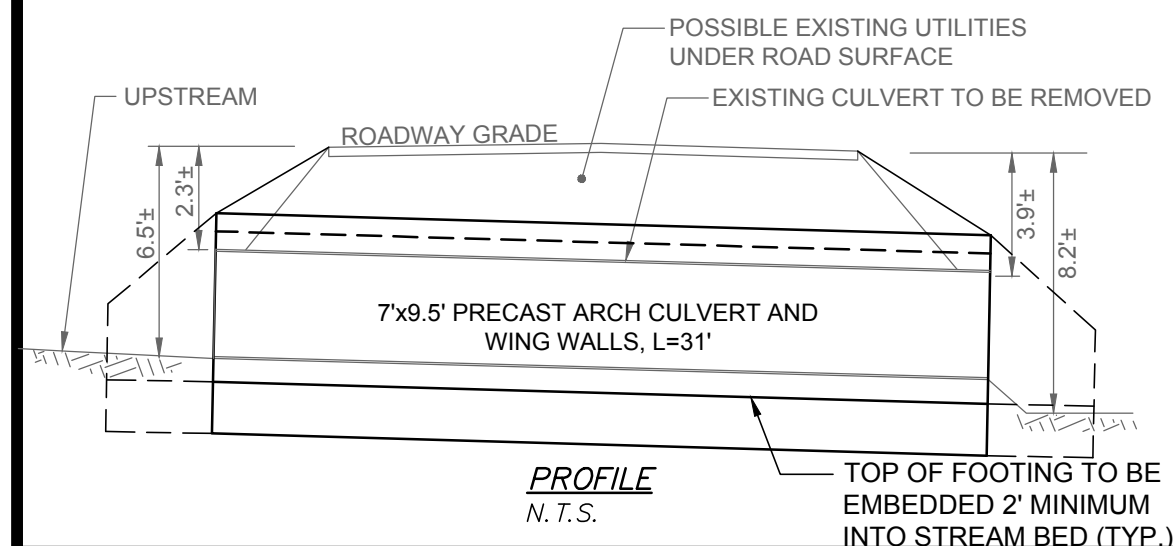 POSSIBLE EXISTING UTILITIES
UNDER ROAD SURFACE
UPSTREAM
EXISTING CULVERT TO BE REMOVED
ROADWAY GRADE
6.5'±
2.3'±
3.9'±
8.2'±
7'x9.5' PRECAST ARCH CULVERT AND
WING WALLS, L=31'
PROFILE
N.T.S.
TOP OF FOOTING TO BE
EMBEDDED 2' MINIMUM
INTO STREAM BED (TYP.)